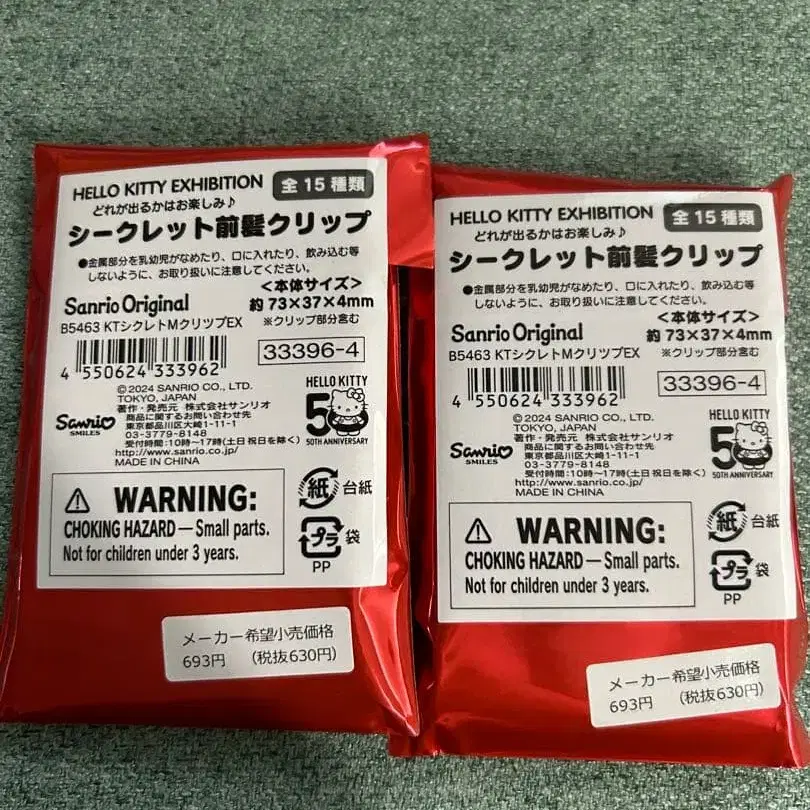 HELLO KITTY EXHIBITION 全15種類
どれが出るかはお楽しみ♪
シークレット前髪クリップ
●金属部分を乳幼児がなめたり、口に入れたり、飲み込む等
しないように、お取り扱いに注意してください。
Sanrio Original
<本体サイズ>
約73×37×4mm
B5463 KTシクレトMクリツプEX
※クリップ部分含む
4 550624 333962
33396-4
©2024 SANRIO CO., LTD.
TOKYO, JAPAN
著作・発売元 株式会社サンリオ
商品に関するお問い合わせ先
東京都品川区大崎1-11-1
03-3779-8148
受付時間:10時〜17時(土日祝日を除く)
http://www.sanrio.co.jp/
MADE IN CHINA
Sanrio
SMILES
HELLO KITTY
50
50TH ANNIVERSARY
WARNING:
CHOKING HAZARD — Small parts.
Not for children under 3 years.
紙 台紙
プラ 袋
PP
メーカー希望小売価格
693円 (税抜630円)
HELLO KITTY EXHIBITION 全15種類
どれが出るかはお楽しみ♪
シークレット前髪クリップ
●金属部分を乳幼児がなめたり、口に入れたり、飲み込む等
しないように、お取り扱いに注意してください。
Sanrio Original
<本体サイズ>
約73×37×4mm
B5463 KTシクレトMクリツプEX
※クリップ部分含む
4 550624 333962
33396-4
©2024 SANRIO CO., LTD.
TOKYO, JAPAN
著作・発売元 株式会社サンリオ
商品に関するお問い合わせ先
東京都品川区大崎1-11-1
03-3779-8148
受付時間:10時〜17時(土日祝日を除く)
http://www.sanrio.co.jp/
MADE IN CHINA
Sanrio
SMILES
HELLO KITTY
50
50TH ANNIVERSARY
WARNING:
CHOKING HAZARD — Small parts.
Not for children under 3 years.
紙 台紙
プラ 袋
PP
メーカー希望小売価格
693円 (税抜630円)